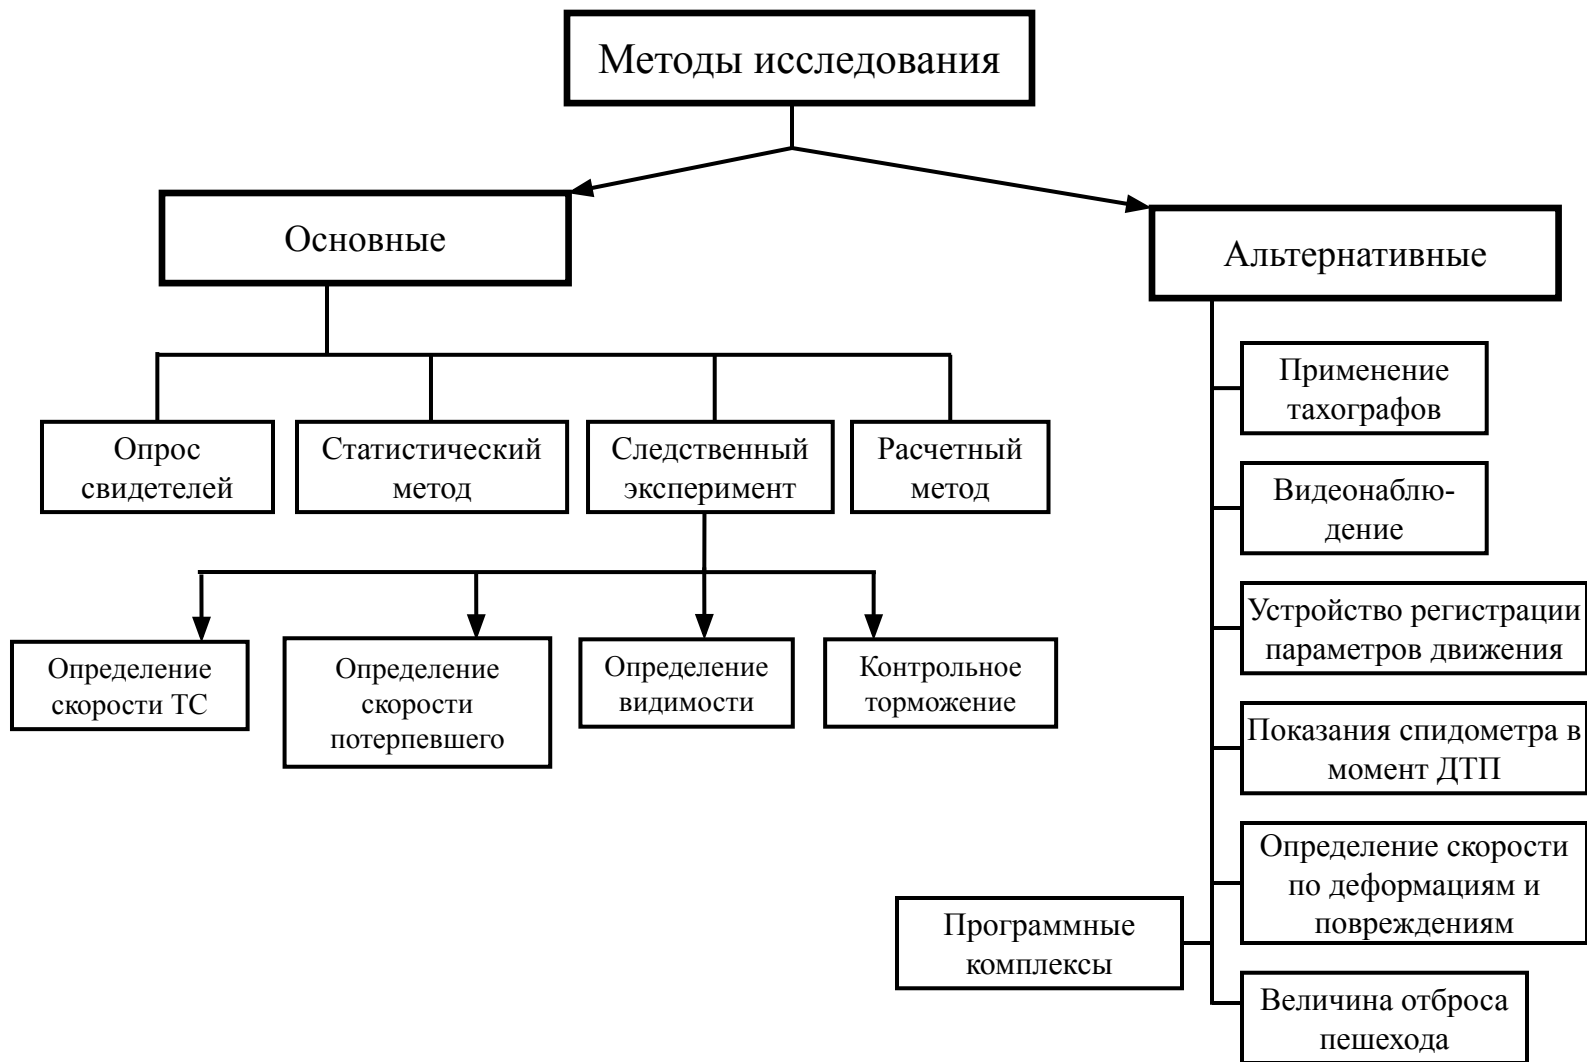 Методы исследования
Основные
Альтернативные
Опрос
свидетелей
Статистический
метод
Следственный
эксперимент
Расчетный
метод
Определение
скорости ТС
Определение
скорости
потерпевшего
Определение
видимости
Контрольное
торможение
Применение
тахографов
Видеонаблю-
дение
Устройство регистрации
параметров движения
Показания спидометра в
момент ДТП
Определение скорости
по деформациям и
повреждениям
Программные
комплексы
Величина отброса
пешехода